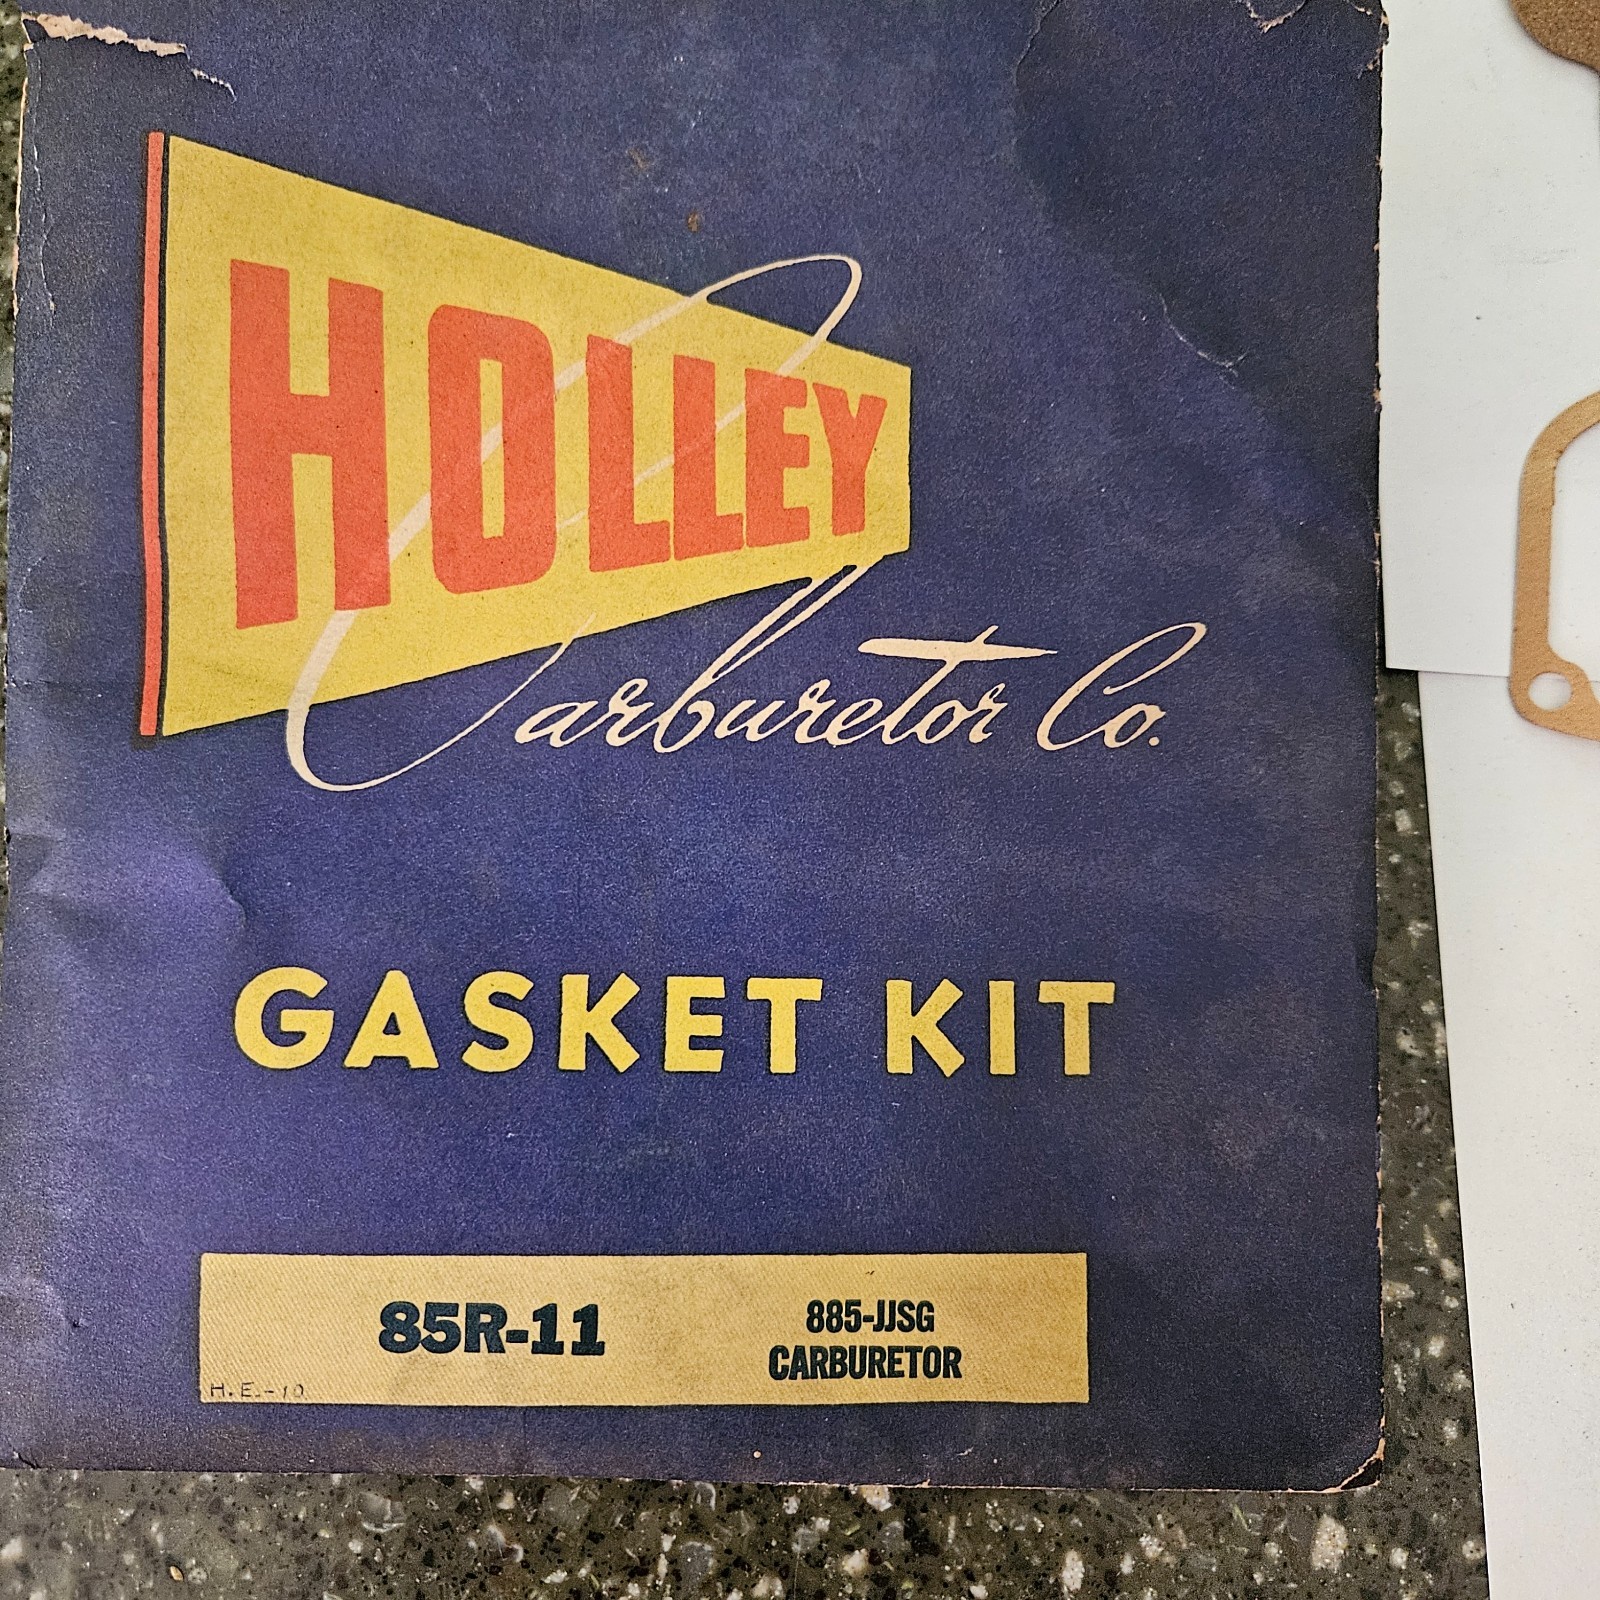 HOLLEY
Carburetor Co.
GASKET KIT
85R-11
885-JJSG
CARBURETOR
H.E.-10